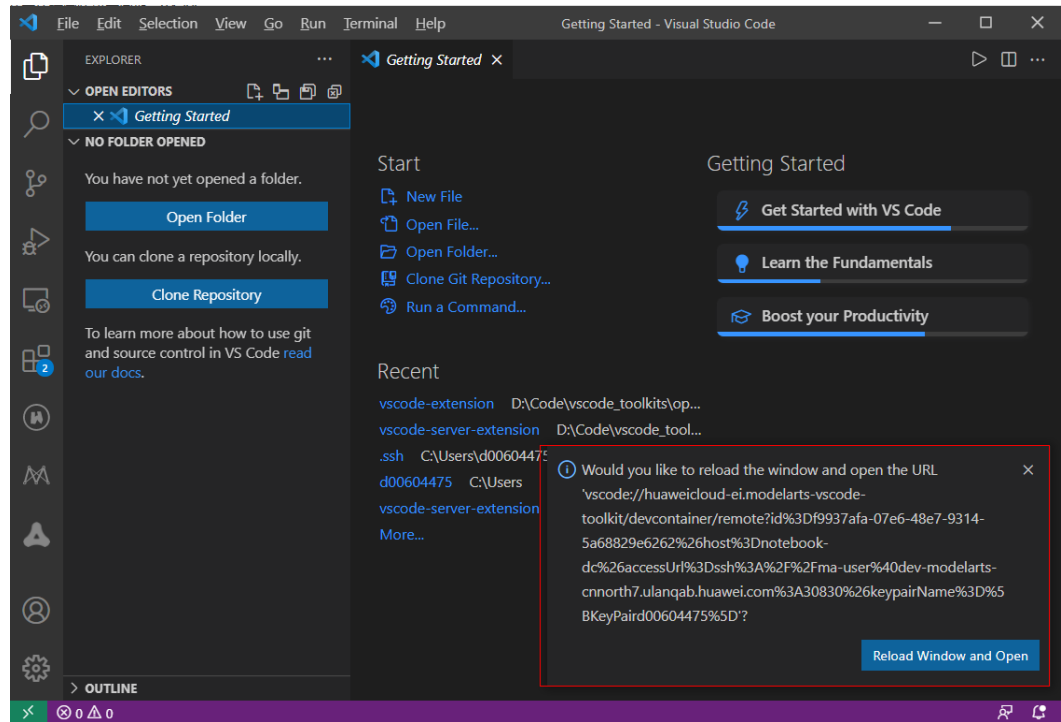 File Edit Selection View Go Run Terminal Help Getting Started - Visual Studio Code
EXPLORER
OPEN EDITORS
Getting Started
NO FOLDER OPENED
You have not yet opened a folder.
Open Folder
You can clone a repository locally.
Clone Repository
To learn more about how to use git
and source control in VS Code read
our docs.
OUTLINE
2
Getting Started
Start
New File
Open File...
Open Folder...
Clone Git Repository...
Run a Command...
Recent
vscode-extension D:\Code\vscode_toolkits\op...
vscode-server-extension D:\Code\vscode_tool...
.ssh C:\Users\d00604475
d00604475 C:\Users
vscode-server-extension
More...
Getting Started
Get Started with VS Code
Learn the Fundamentals
Boost your Productivity
Would you like to reload the window and open the URL
'vscode://huaweicloud-ei.modelarts-vscode-
toolkit/devcontainer/remote?id%3Df9937afa-07e6-48e7-9314-
5a68829e6262%26host%3Dnotebook-
dc%26accessUrl%3Dssh%3A%2F%2Fma-user%40dev-modelarts-
cnnorth7.ulanqab.huawei.com%3A30830%26keypairName%3D%5
BKeyPaird00604475%5D'?
Reload Window and Open
0 0